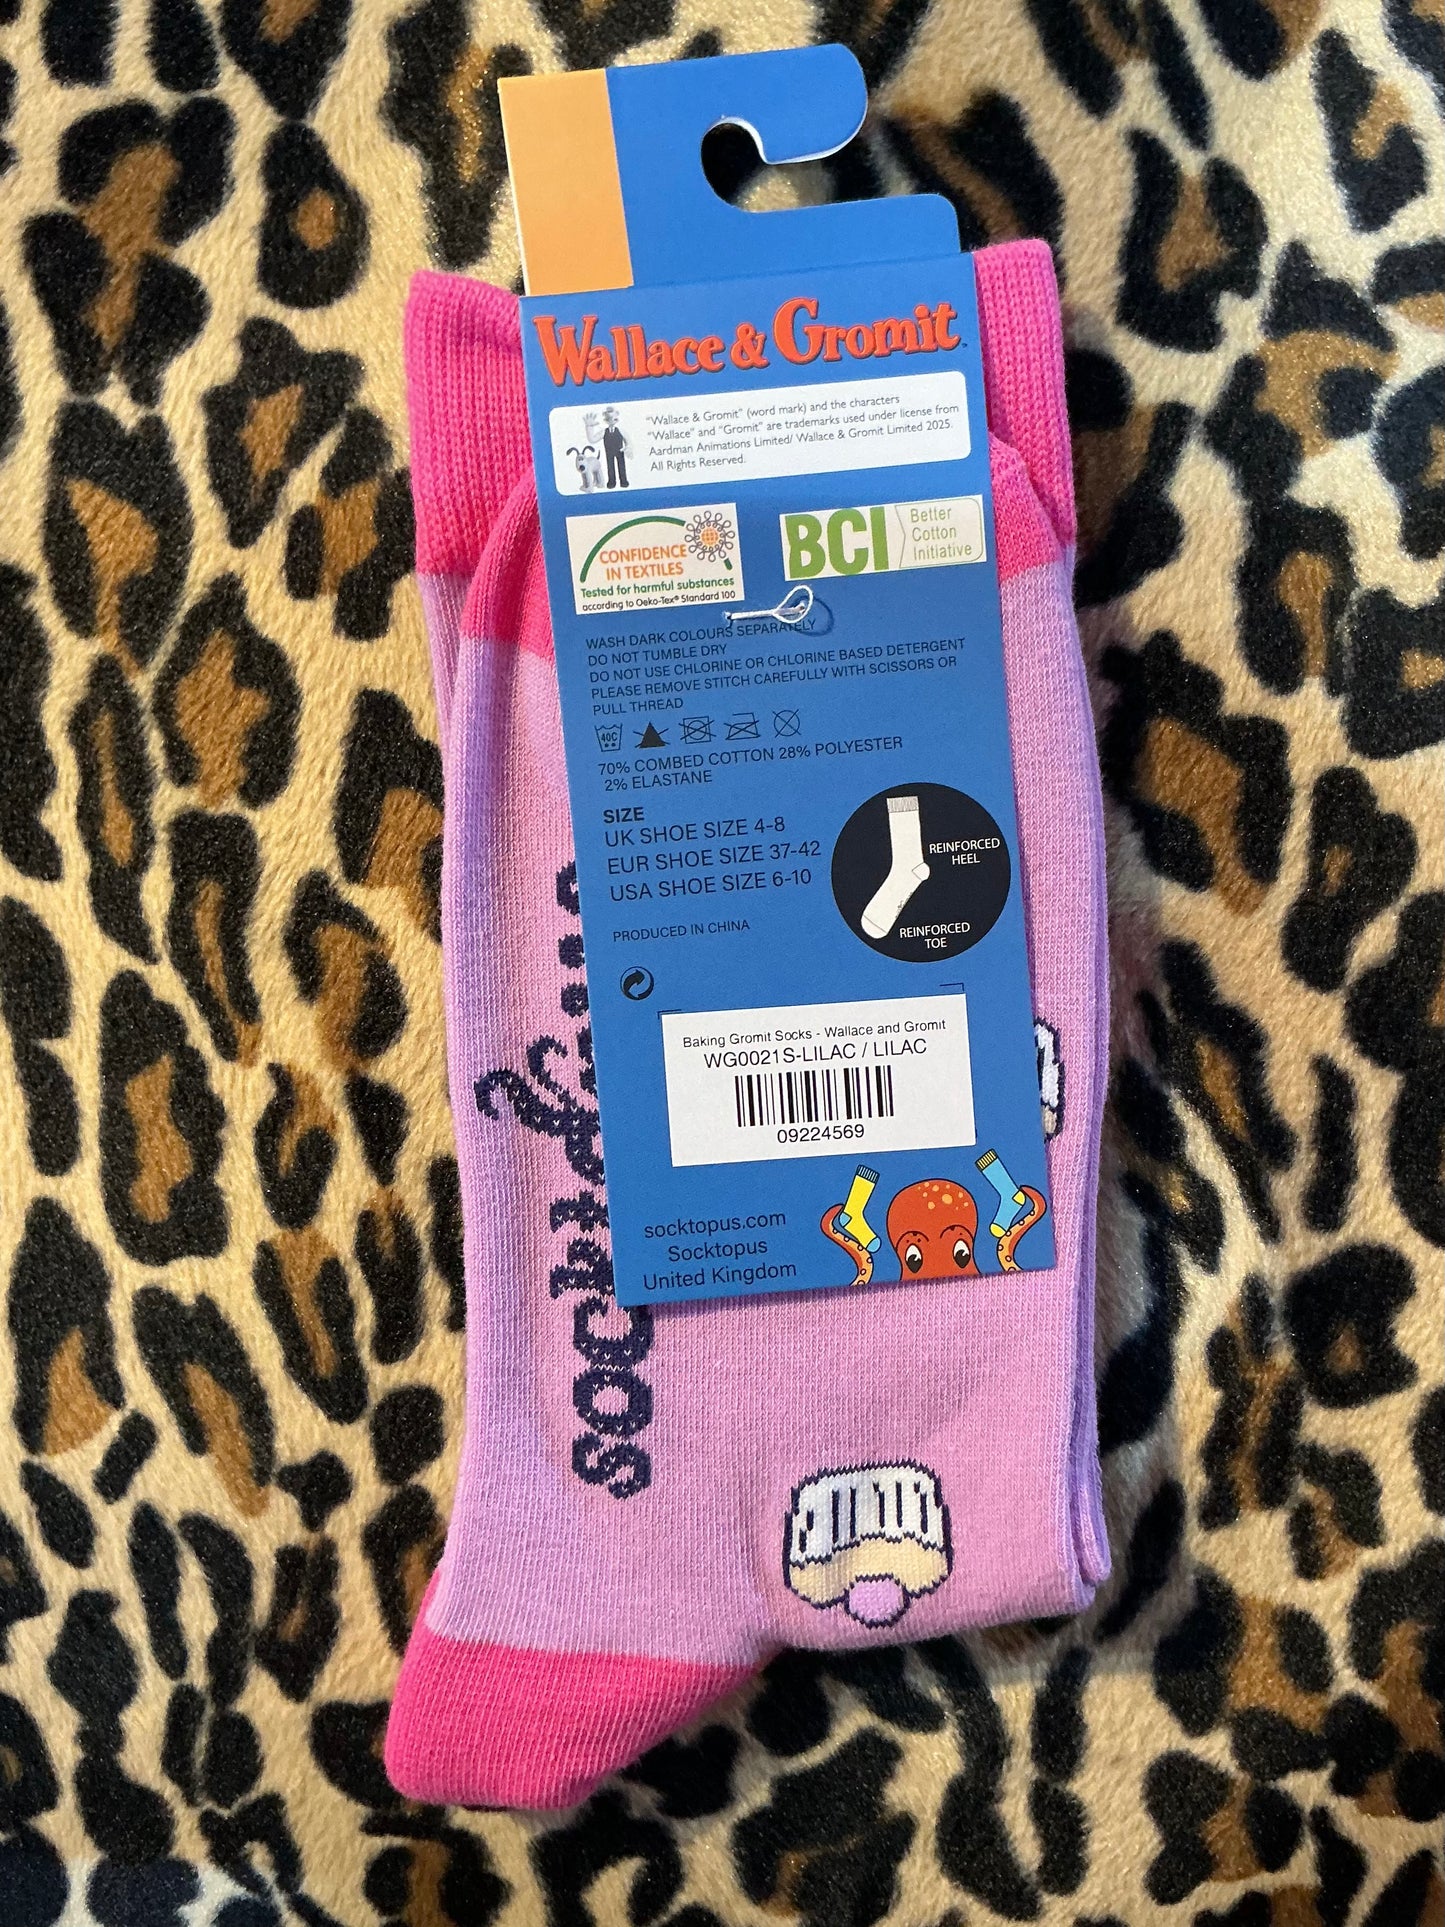 Wallace & Gromit™
"Wallace & Gromit" (word mark) and the characters
"Wallace" and "Gromit" are trademarks used under license from
Aardman Animations Limited/ Wallace & Gromit Limited 2025.
All Rights Reserved.
CONFIDENCE
IN TEXTILES
Tested for harmful substances
according to Oeko-Tex® Standard 100
BCI
Better
Cotton
Initiative
WASH DARK COLOURS SEPARATELY
DO NOT TUMBLE DRY
DO NOT USE CHLORINE OR CHLORINE BASED DETERGENT
PLEASE REMOVE STITCH CAREFULLY WITH SCISSORS OR
PULL THREAD
40C
70% COMBED COTTON 28% POLYESTER
2% ELASTANE
SIZE
UK SHOE SIZE 4-8
EUR SHOE SIZE 37-42
USA SHOE SIZE 6-10
REINFORCED
HEEL
REINFORCED
TOE
PRODUCED IN CHINA
Baking Gromit Socks - Wallace and Gromit
WG0021S-LILAC / LILAC
09224569
socktopus.com
Socktopus
United Kingdom